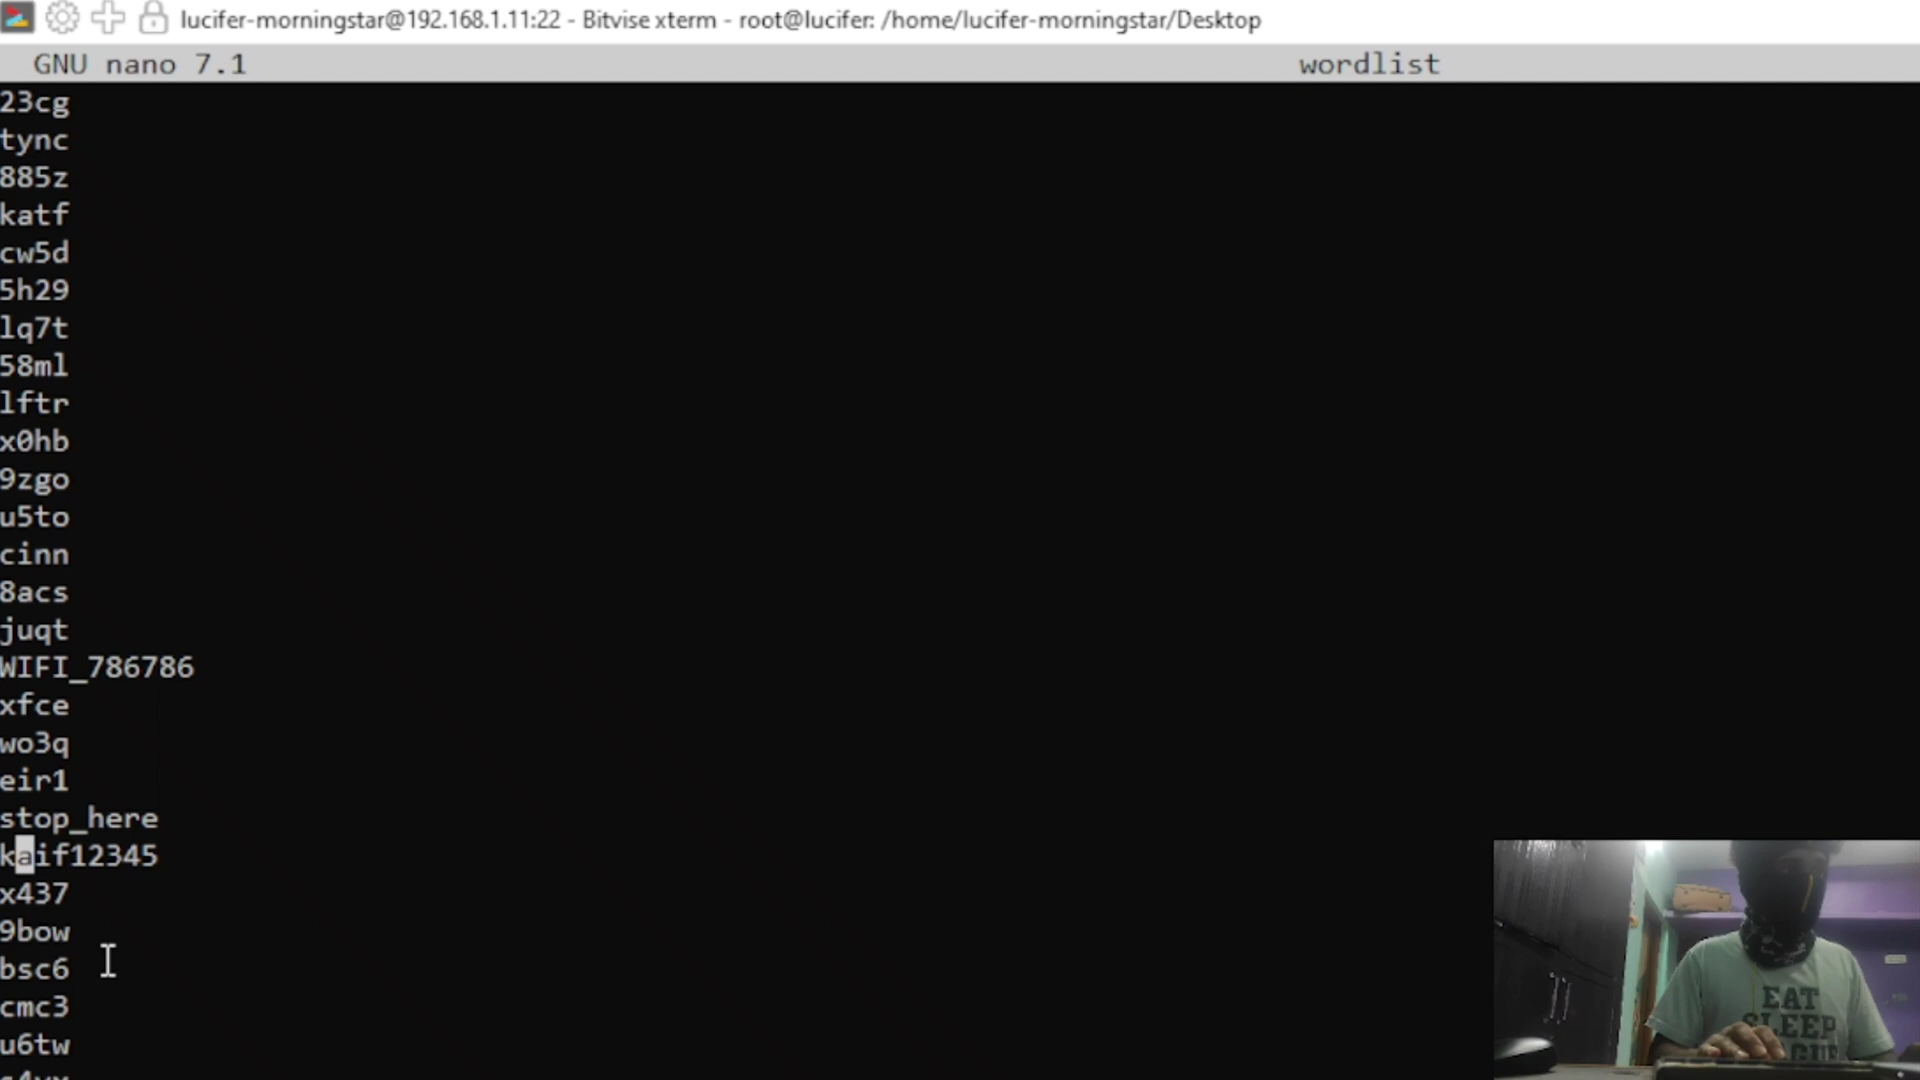 lucifer-morningstar@192.168.1.11:22 - Bitvise xterm - root@lucifer: /home/lucifer-morningstar/Desktop
GNU nano 7.1 wordlist
23cg
tync
885z
katf
cw5d
5h29
lq7t
58ml
lftr
x0hb
9zgo
u5to
cinn
8acs
juqt
WIFI_786786
xfce
wo3q
eir1
stop_here
kaif12345
x437
9bow
bsc6
cmc3
u6tw
EAT
SLEEP